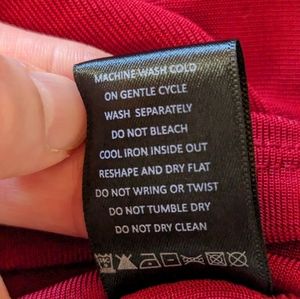 MACHINE WASH COLD
ON GENTLE CYCLE
WASH SEPARATELY
DO NOT BLEACH
COOL IRON INSIDE OUT
RESHAPE AND DRY FLAT
DO NOT WRING OR TWIST
DO NOT TUMBLE DRY
DO NOT DRY CLEAN